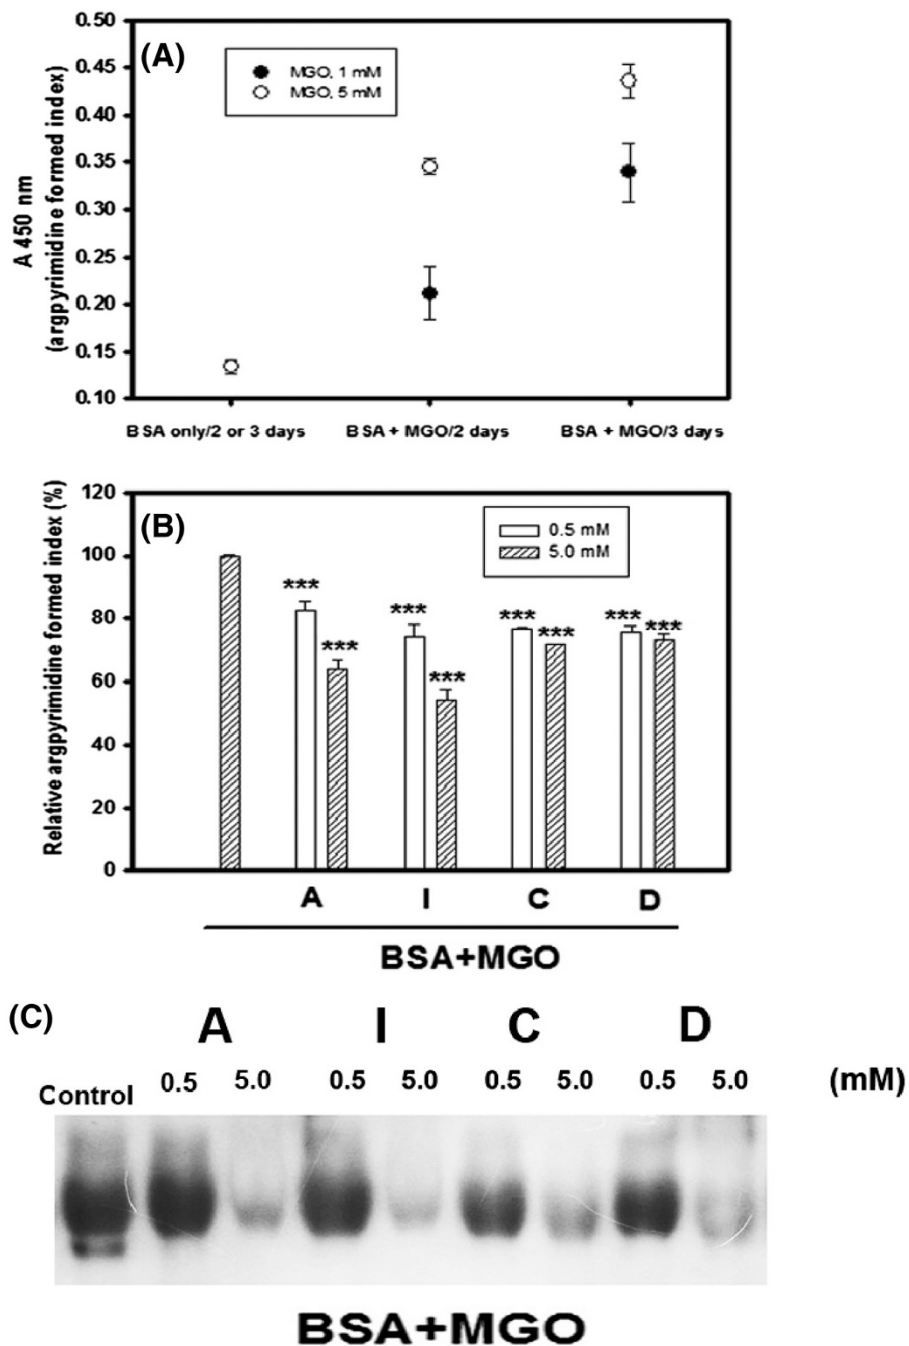 (A)
MGO, 1 mM
MGO, 5 mM
A 450 nm
(argpyrimidine formed index)
0.50
0.45
0.40
0.35
0.30
0.25
0.20
0.15
0.10
BSA only/2 or 3 days BSA + MGO/2 days BSA + MGO/3 days
(B)
0.5 mM
5.0 mM
Relative argpyrimidine formed index (%)
120
100
80
60
40
20
0
*** *** *** *** *** *** *** ***
A I C D
BSA+MGO
(C) A I C D
Control 0.5 5.0 0.5 5.0 0.5 5.0 0.5 5.0 (mM)
BSA+MGO